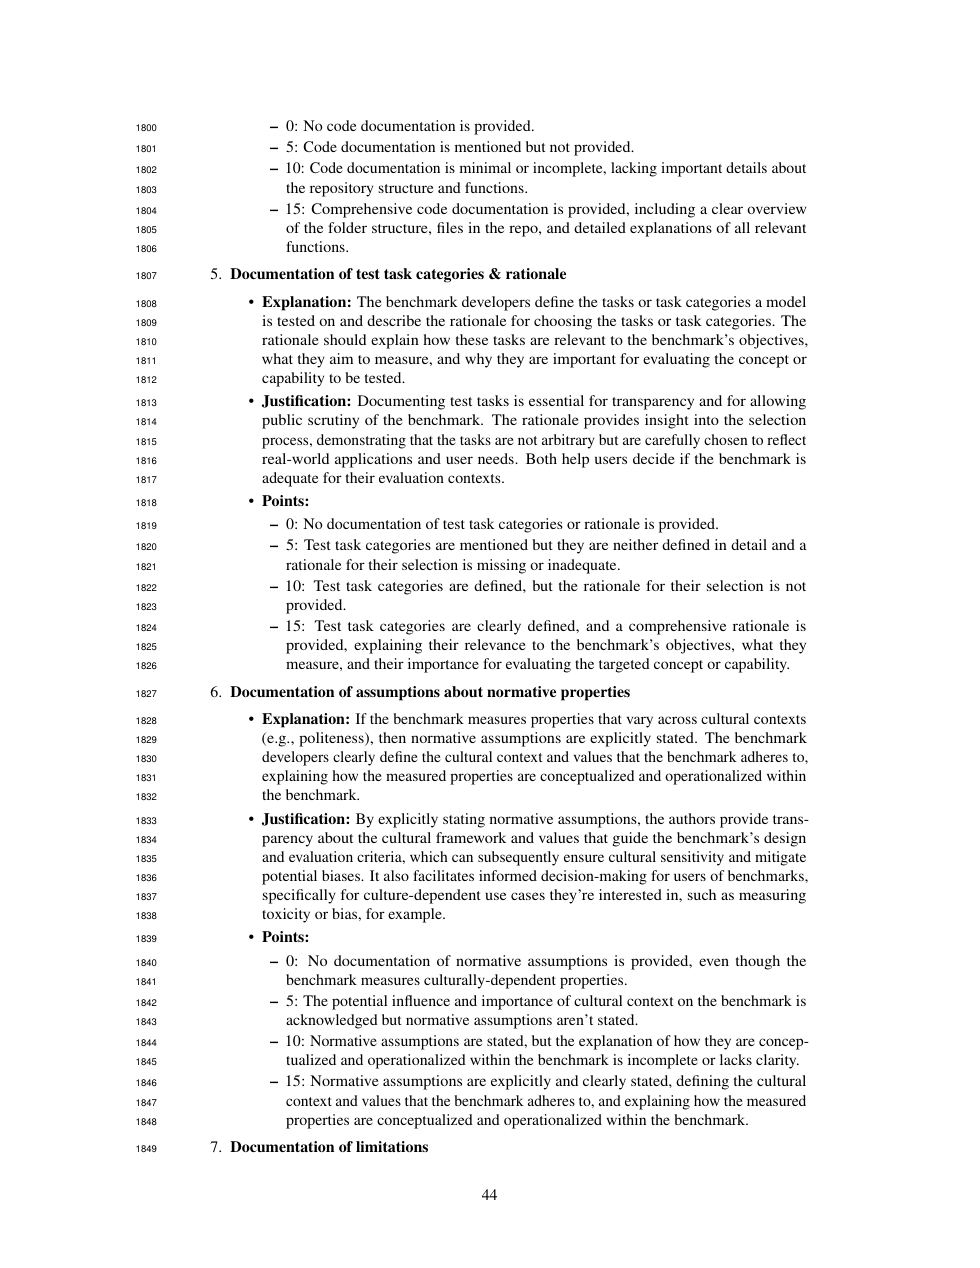 1800 – 0: No code documentation is provided.
1801 – 5: Code documentation is mentioned but not provided.
1802 – 10: Code documentation is minimal or incomplete, lacking important details about
1803 the repository structure and functions.
1804 – 15: Comprehensive code documentation is provided, including a clear overview
1805 of the folder structure, files in the repo, and detailed explanations of all relevant
1806 functions.
1807 5. Documentation of test task categories & rationale
1808 • Explanation: The benchmark developers define the tasks or task categories a model
1809 is tested on and describe the rationale for choosing the tasks or task categories. The
1810 rationale should explain how these tasks are relevant to the benchmark's objectives,
1811 what they aim to measure, and why they are important for evaluating the concept or
1812 capability to be tested.
1813 • Justification: Documenting test tasks is essential for transparency and for allowing
1814 public scrutiny of the benchmark. The rationale provides insight into the selection
1815 process, demonstrating that the tasks are not arbitrary but are carefully chosen to reflect
1816 real-world applications and user needs. Both help users decide if the benchmark is
1817 adequate for their evaluation contexts.
1818 • Points:
1819 – 0: No documentation of test task categories or rationale is provided.
1820 – 5: Test task categories are mentioned but they are neither defined in detail and a
1821 rationale for their selection is missing or inadequate.
1822 – 10: Test task categories are defined, but the rationale for their selection is not
1823 provided.
1824 – 15: Test task categories are clearly defined, and a comprehensive rationale is
1825 provided, explaining their relevance to the benchmark's objectives, what they
1826 measure, and their importance for evaluating the targeted concept or capability.
1827 6. Documentation of assumptions about normative properties
1828 • Explanation: If the benchmark measures properties that vary across cultural contexts
1829 (e.g., politeness), then normative assumptions are explicitly stated. The benchmark
1830 developers clearly define the cultural context and values that the benchmark adheres to,
1831 explaining how the measured properties are conceptualized and operationalized within
1832 the benchmark.
1833 • Justification: By explicitly stating normative assumptions, the authors provide trans-
1834 parency about the cultural framework and values that guide the benchmark's design
1835 and evaluation criteria, which can subsequently ensure cultural sensitivity and mitigate
1836 potential biases. It also facilitates informed decision-making for users of benchmarks,
1837 specifically for culture-dependent use cases they're interested in, such as measuring
1838 toxicity or bias, for example.
1839 • Points:
1840 – 0: No documentation of normative assumptions is provided, even though the
1841 benchmark measures culturally-dependent properties.
1842 – 5: The potential influence and importance of cultural context on the benchmark is
1843 acknowledged but normative assumptions aren't stated.
1844 – 10: Normative assumptions are stated, but the explanation of how they are concep-
1845 tualized and operationalized within the benchmark is incomplete or lacks clarity.
1846 – 15: Normative assumptions are explicitly and clearly stated, defining the cultural
1847 context and values that the benchmark adheres to, and explaining how the measured
1848 properties are conceptualized and operationalized within the benchmark.
1849 7. Documentation of limitations
44